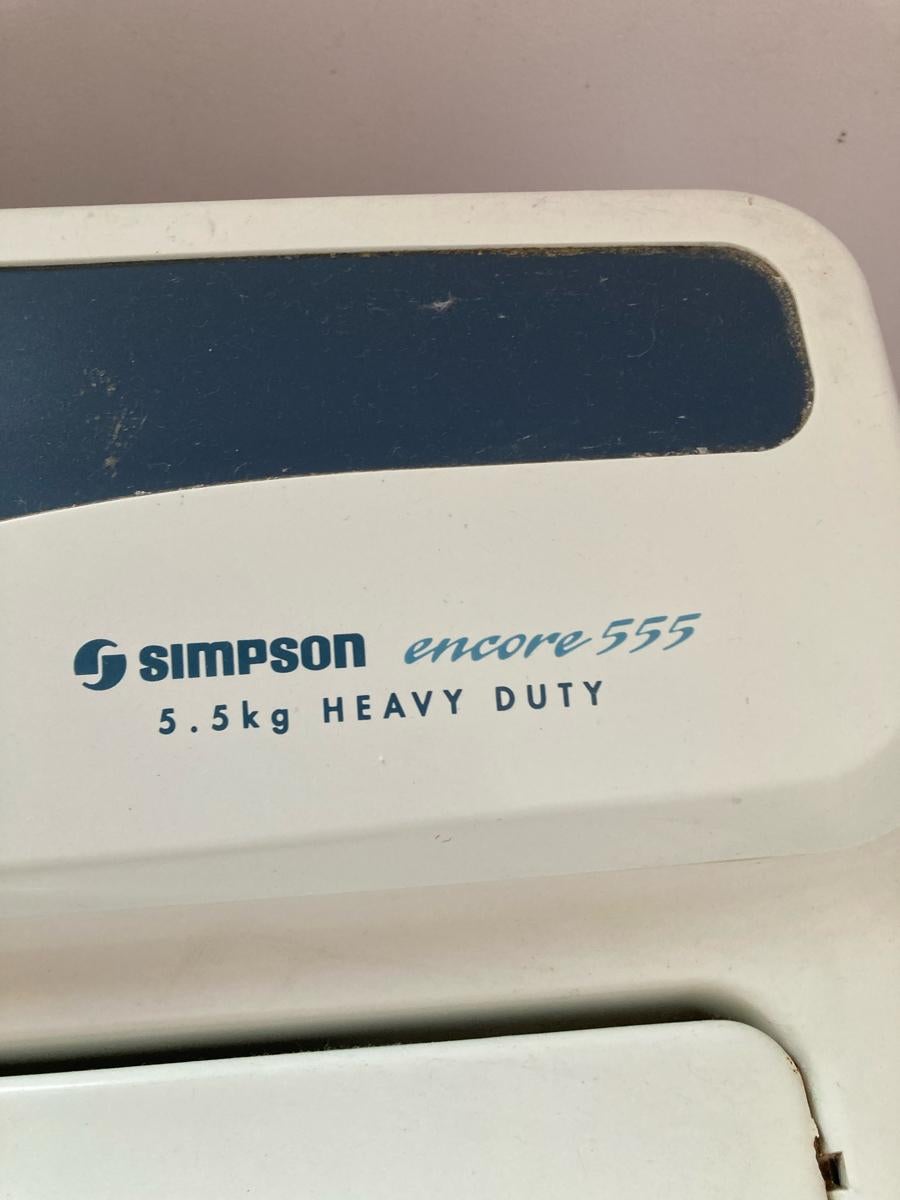 SIMPSON encore 555
5.5kg HEAVY DUTY